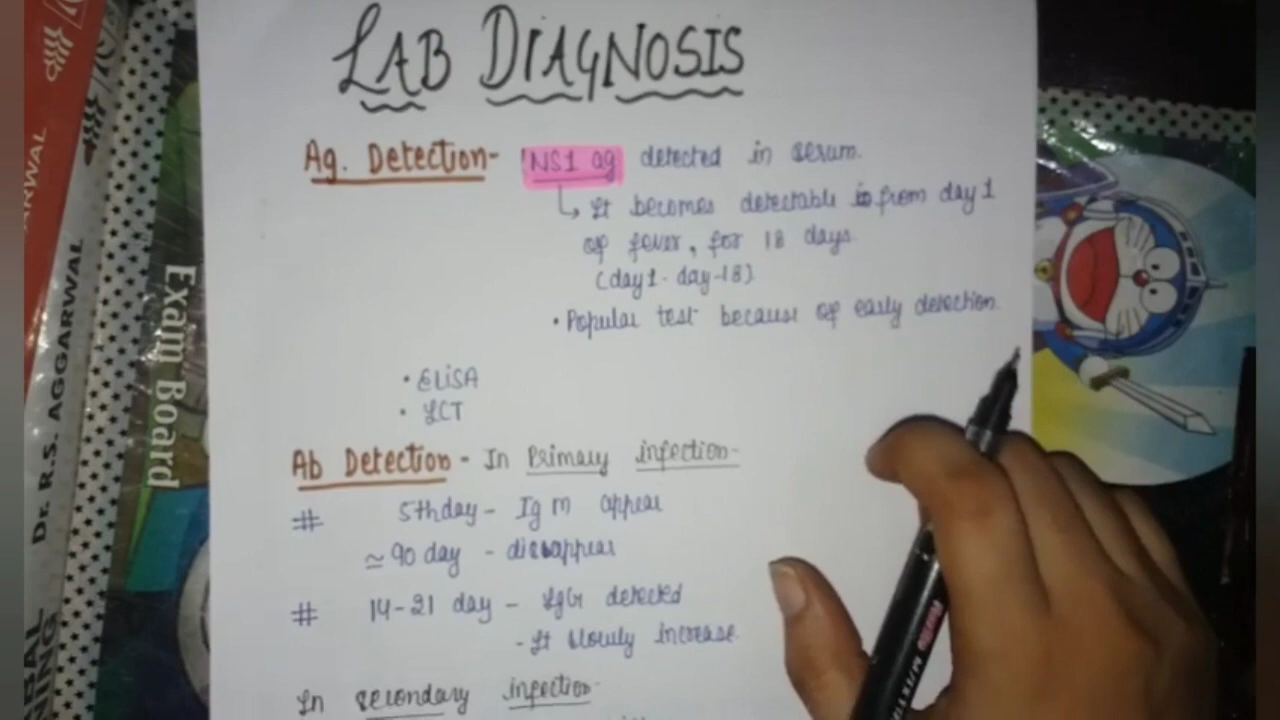 LAB DIAGNOSIS
Ag. Detection- NS1 ag detected in serum.
It becomes detectable from day 1
of fever, for 18 days.
(day1- day-18)
• Popular test because of early detection.
• ELISA
• ICT
Ab Detection - In Primary infection-
# 5th day - Ig m appear
≃ 90 day - disappear
# 14-21 day - IgG detected
- It slowly increase.
In secondary infection-
Exam Board
Dr. R.S. AGGARWAL